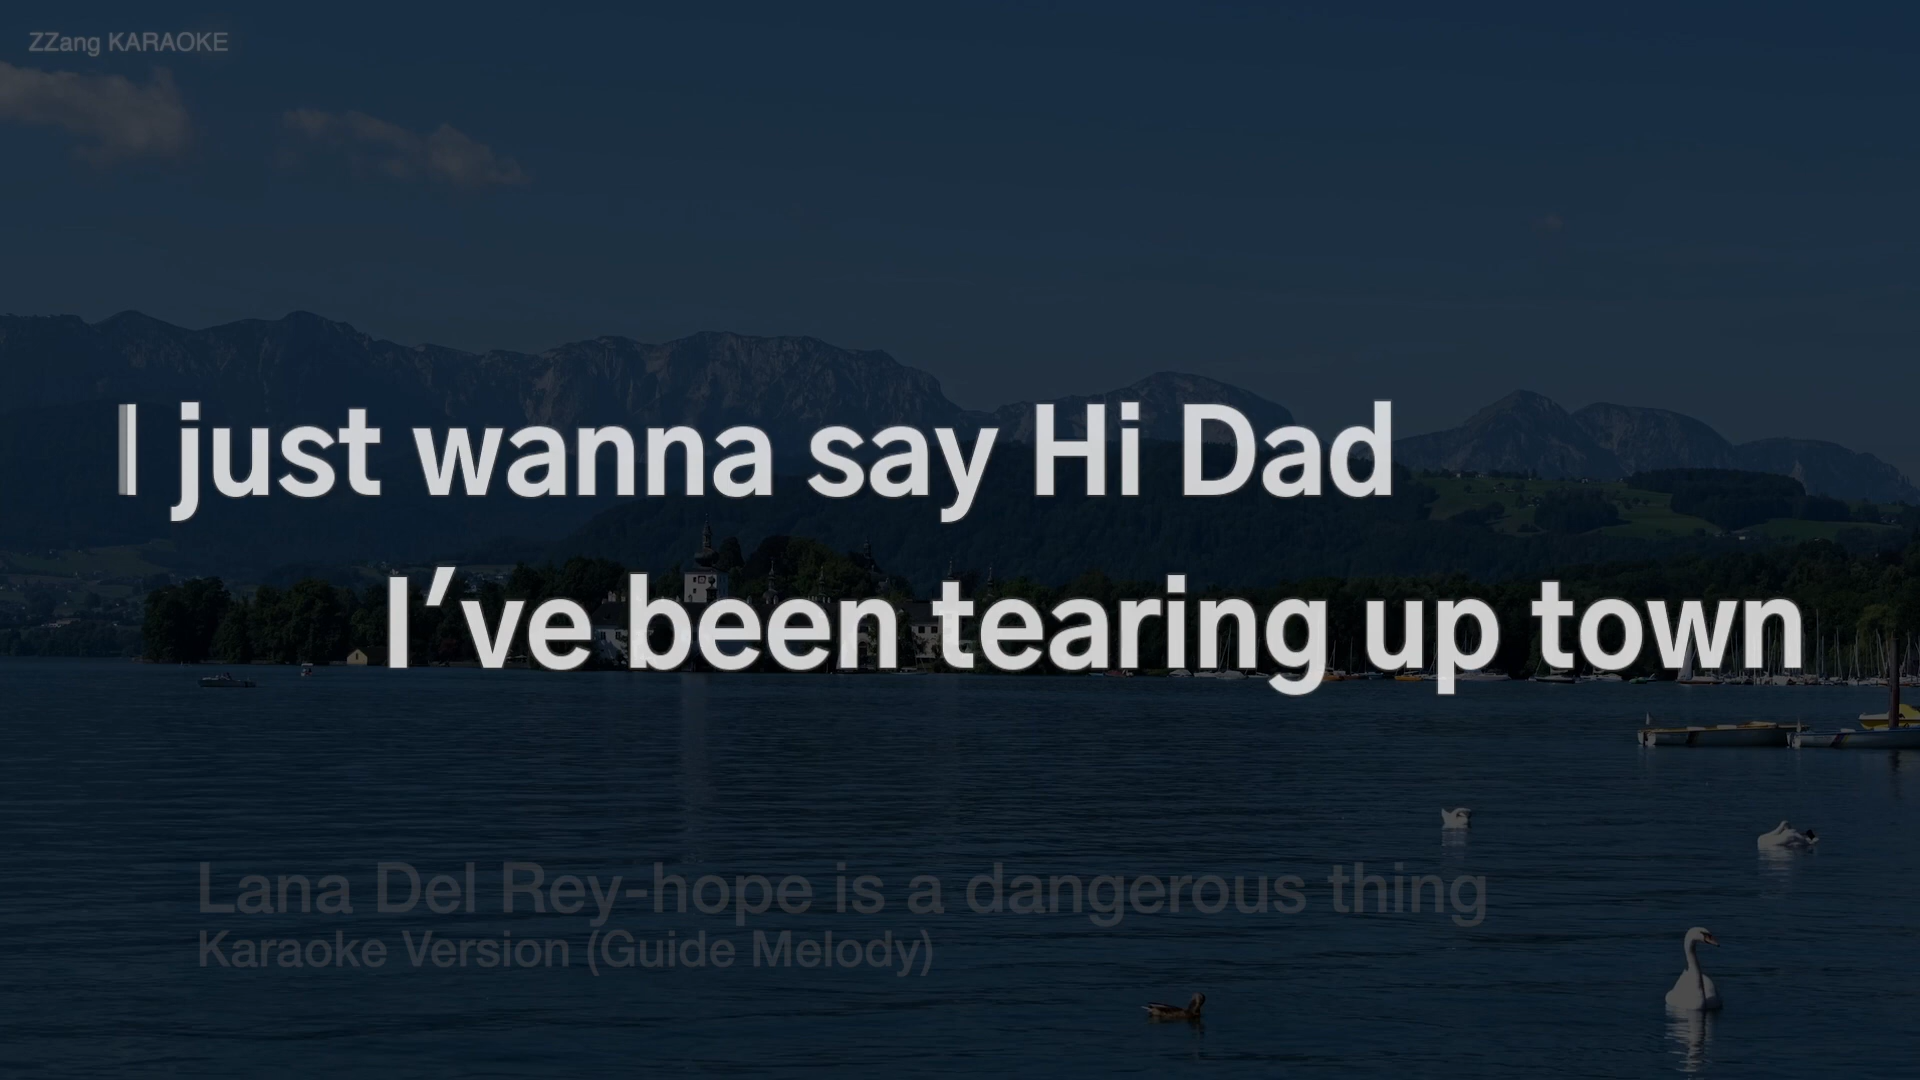 ZZang KARAOKE
I just wanna say Hi Dad
I’ve been tearing up town
Lana Del Rey-hope is a dangerous thing
Karaoke Version (Guide Melody)